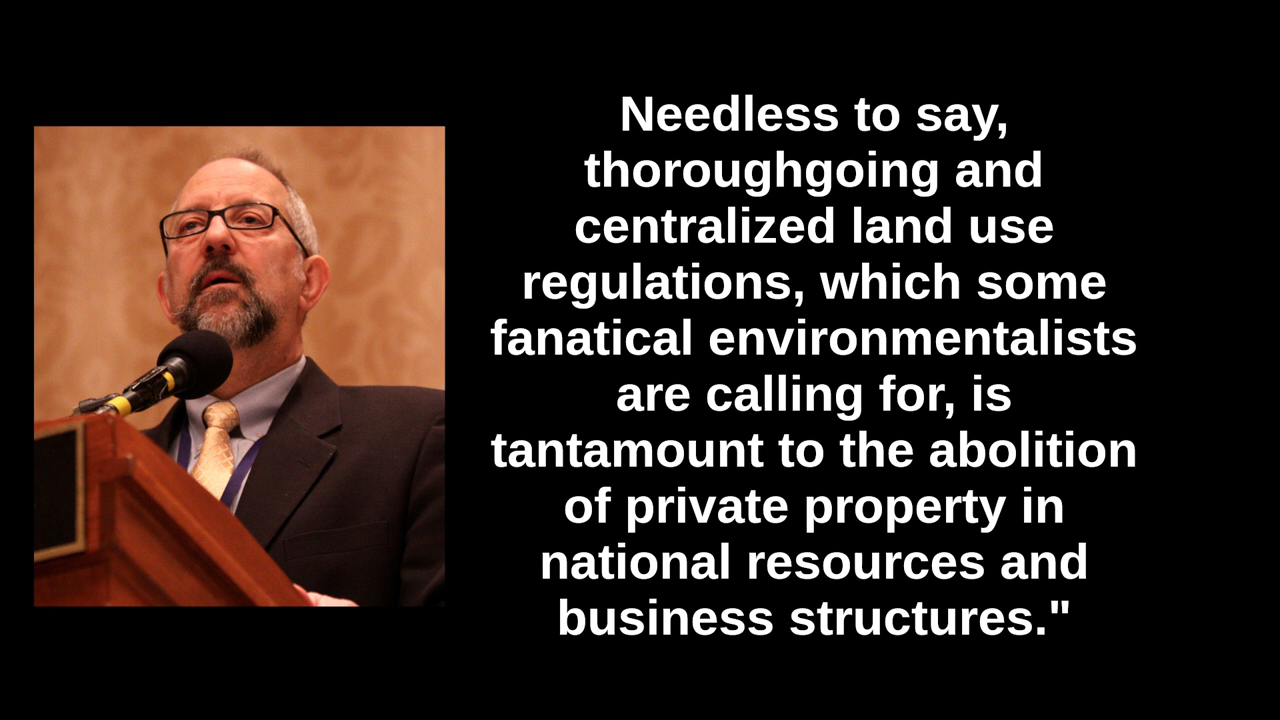 Needless to say,
thoroughgoing and
centralized land use
regulations, which some
fanatical environmentalists
are calling for, is
tantamount to the abolition
of private property in
national resources and
business structures."